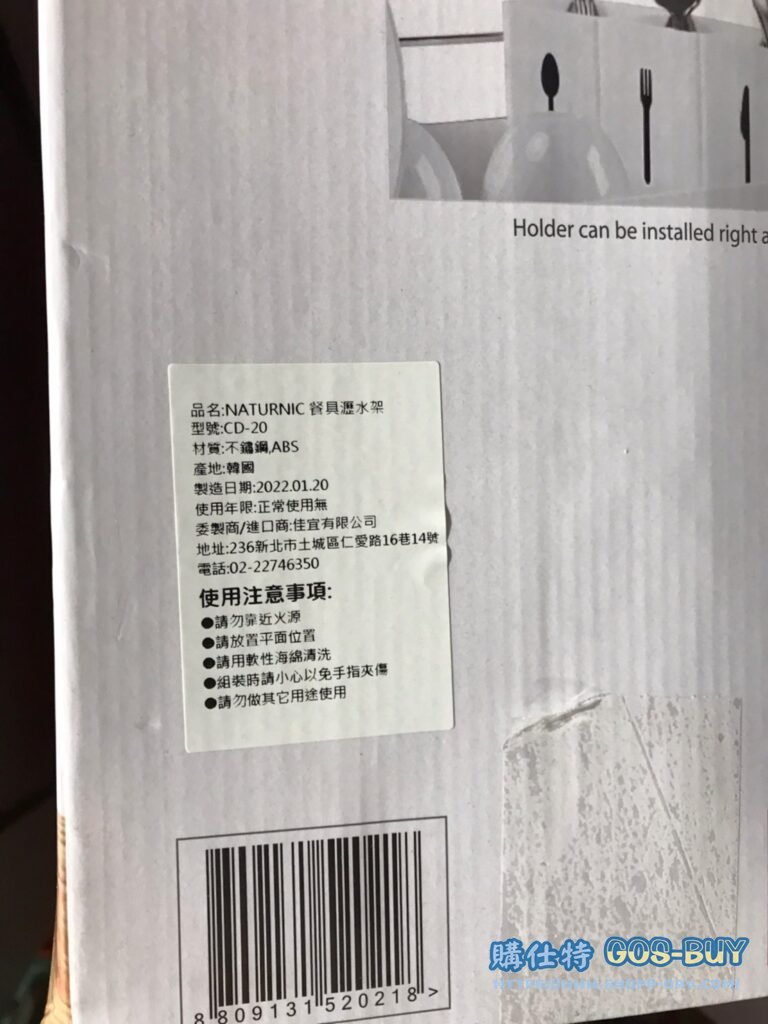 Holder can be installed right a
品名:NATURNIC 餐具瀝水架
型號:CD-20
材質:不鏽鋼,ABS
產地:韓國
製造日期:2022.01.20
使用年限:正常使用無
委製商/進口商:佳宜有限公司
地址:236新北市土城區仁愛路16巷14號
電話:02-22746350
使用注意事項:
●請勿靠近火源
●請放置平面位置
●請用軟性海綿清洗
●組裝時請小心以免手指夾傷
●請勿做其它用途使用
8 809131 520218 >
購仕特 GOS-BUY